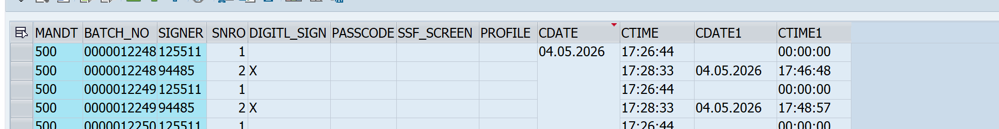 MANDT BATCH_NO SIGNER SNRO DIGITL_SIGN PASSCODE SSF_SCREEN PROFILE CDATE CTIME CDATE1 CTIME1
500 0000012248 125511 1 04.05.2026 17:26:44 00:00:00
500 0000012248 94485 2 X 17:28:33 04.05.2026 17:46:48
500 0000012249 125511 1 17:26:44 00:00:00
500 0000012249 94485 2 X 17:28:33 04.05.2026 17:48:57
500 0000012250 125511 1 17:26:44 00:00:00